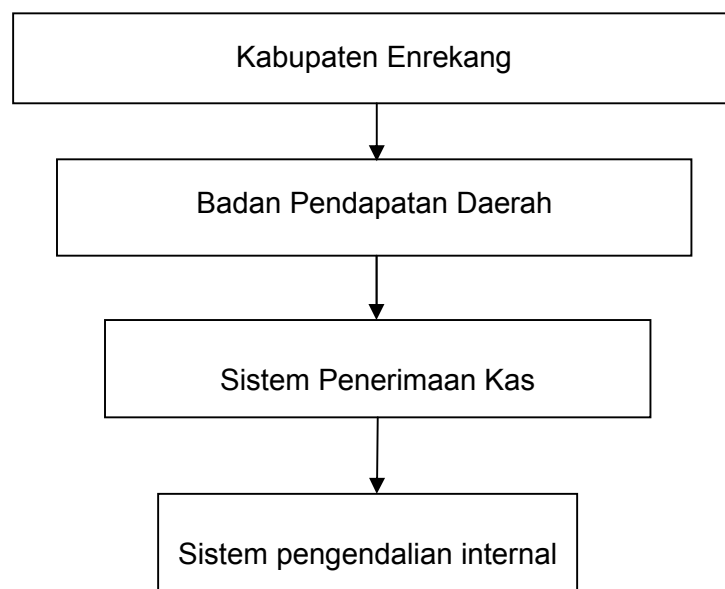 Kabupaten Enrekang
Badan Pendapatan Daerah
Sistem Penerimaan Kas
Sistem pengendalian internal